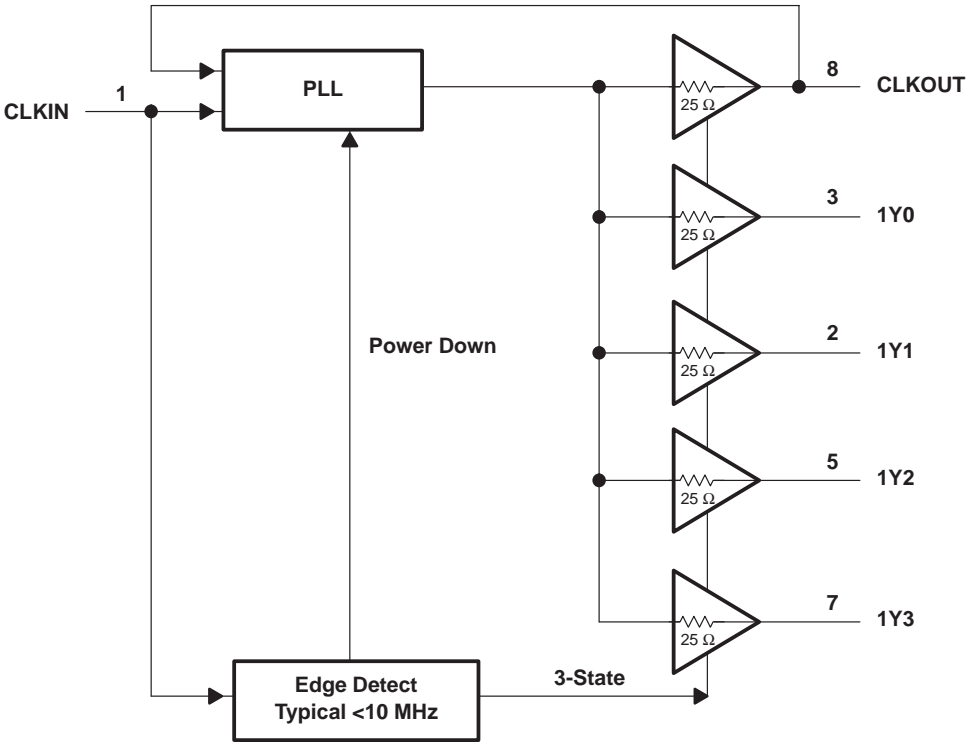 PLL
25 Ω
8
CLKOUT
CLKIN
1
25 Ω
3
1Y0
Power Down
25 Ω
2
1Y1
25 Ω
5
1Y2
25 Ω
7
1Y3
Edge Detect
Typical <10 MHz
3-State